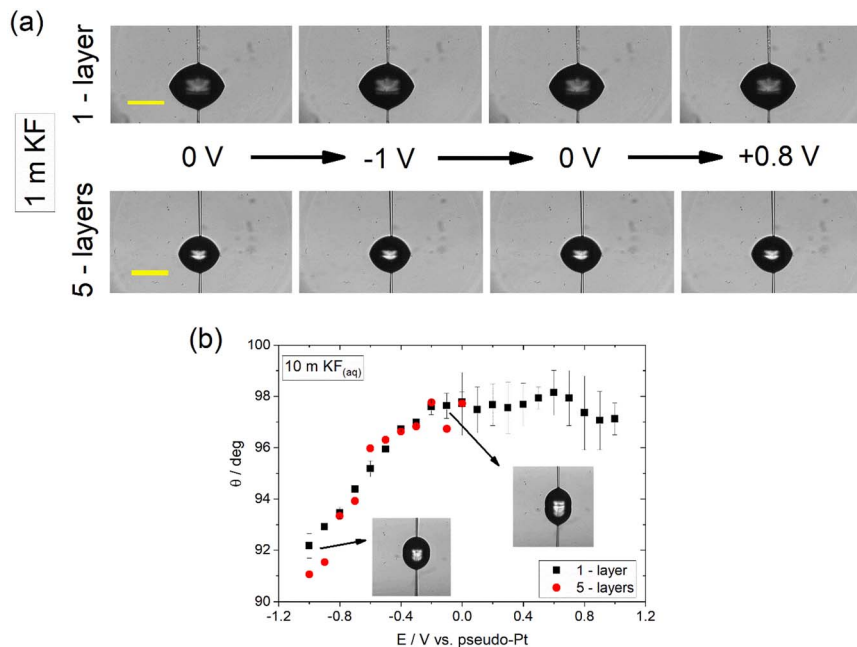 (a)
1 m KF
1 - layer
0 V
-1 V
0 V
+0.8 V
5 - layers
(b)
10 m KF(aq)
θ / deg
100
98
96
94
92
90
-1.2
-0.8
-0.4
0.0
0.4
0.8
1.2
E / V vs. pseudo-Pt
1 - layer
5 - layers